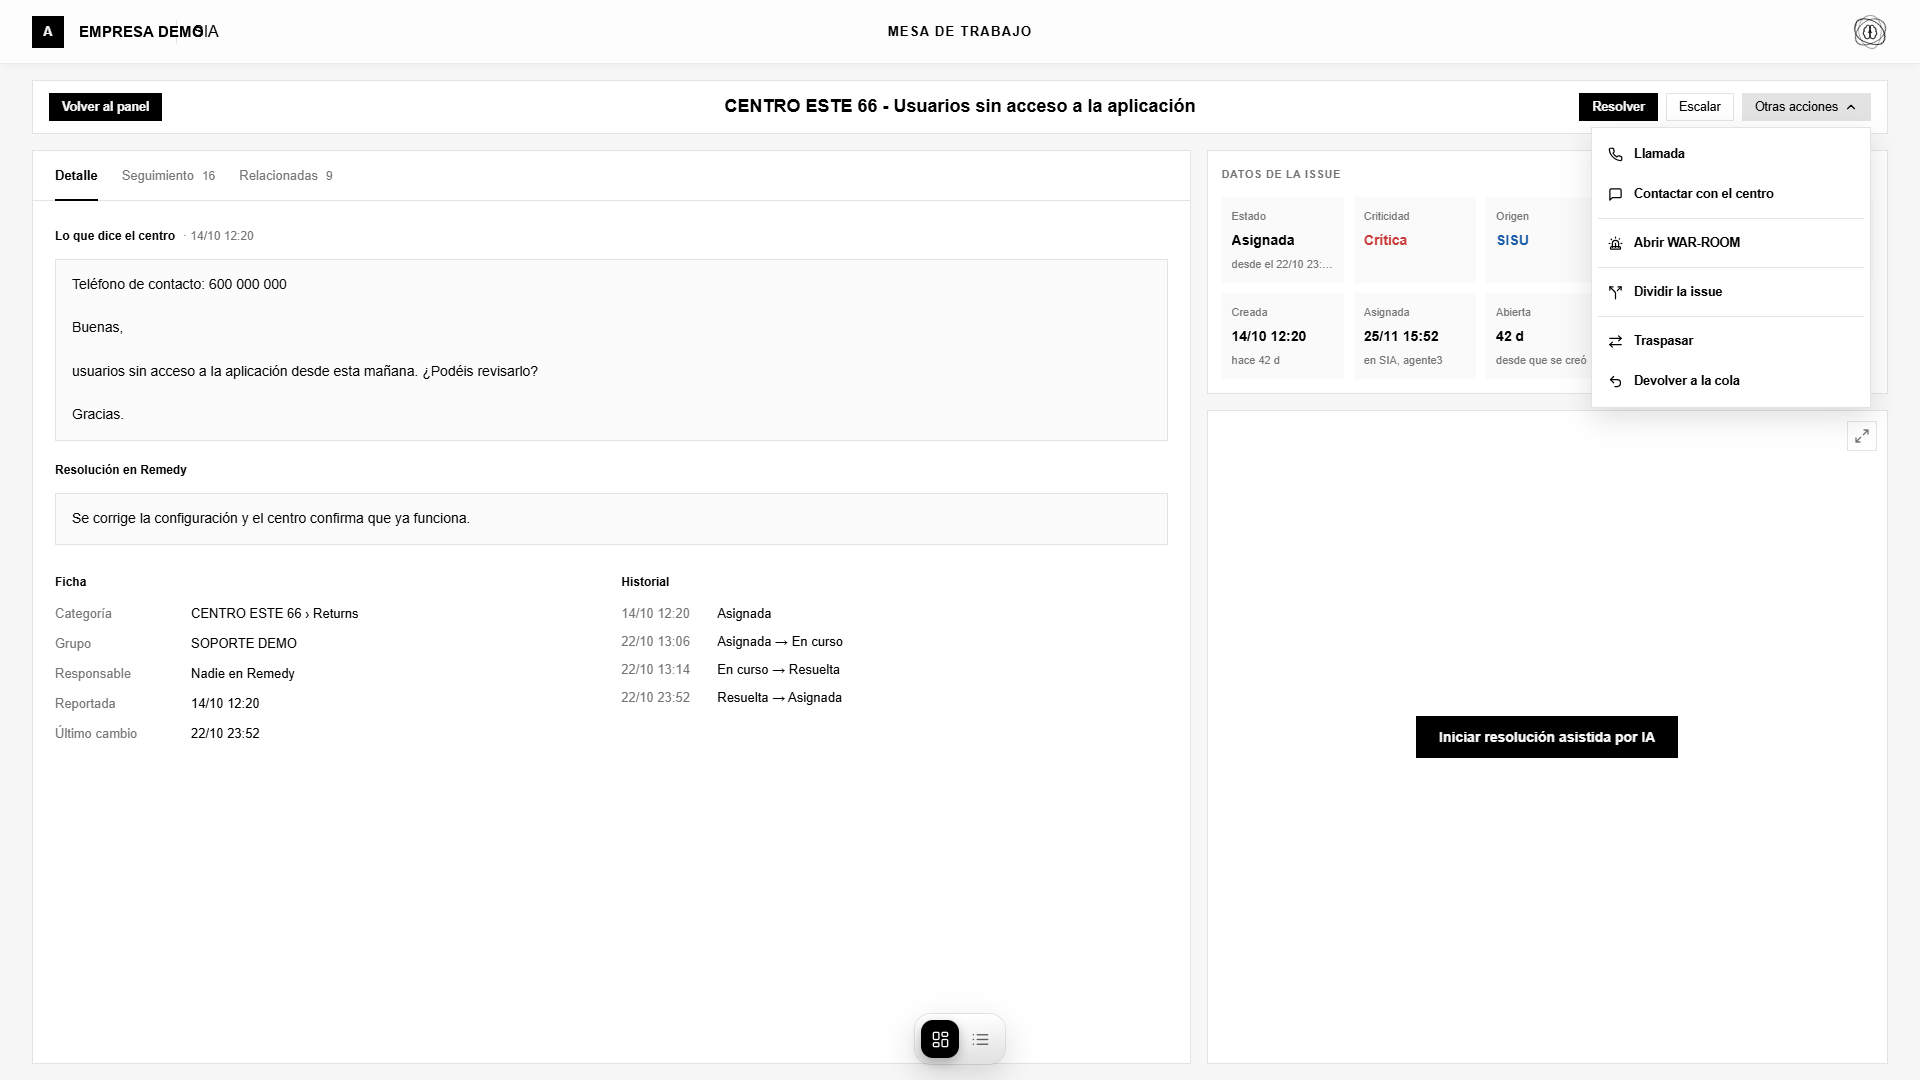 A
EMPRESA DEMO SIA
MESA DE TRABAJO
Volver al panel
CENTRO ESTE 66 - Usuarios sin acceso a la aplicación
Resolver
Escalar
Otras acciones
Llamada
Contactar con el centro
Abrir WAR-ROOM
Dividir la issue
Traspasar
Devolver a la cola
Detalle
Seguimiento 16
Relacionadas 9
Lo que dice el centro · 14/10 12:20
Teléfono de contacto: 600 000 000
Buenas,
usuarios sin acceso a la aplicación desde esta mañana. ¿Podéis revisarlo?
Gracias.
Resolución en Remedy
Se corrige la configuración y el centro confirma que ya funciona.
Ficha
Categoría CENTRO ESTE 66 › Returns
Grupo SOPORTE DEMO
Responsable Nadie en Remedy
Reportada 14/10 12:20
Último cambio 22/10 23:52
Historial
14/10 12:20 Asignada
22/10 13:06 Asignada → En curso
22/10 13:14 En curso → Resuelta
22/10 23:52 Resuelta → Asignada
DATOS DE LA ISSUE
Estado
Asignada
desde el 22/10 23:...
Criticidad
Crítica
Origen
SISU
Creada
14/10 12:20
hace 42 d
Asignada
25/11 15:52
en SIA, agente3
Abierta
42 d
desde que se creó
Iniciar resolución asistida por IA